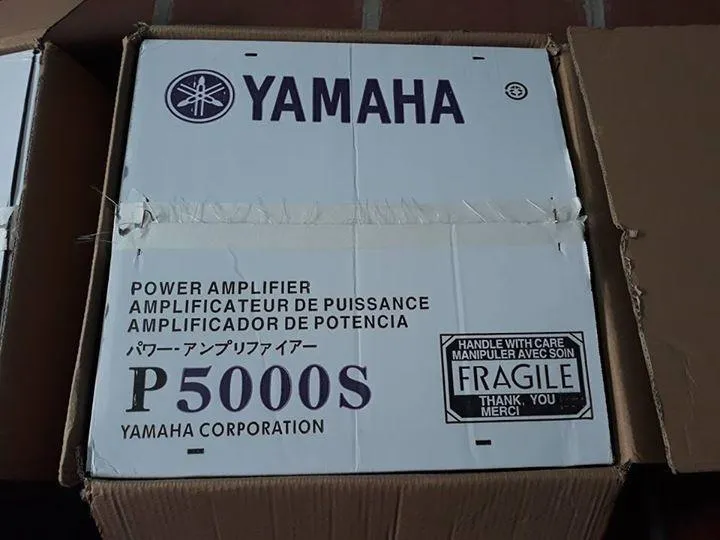 YAMAHA
POWER AMPLIFIER
AMPLIFICATEUR DE PUISSANCE
AMPLIFICADOR DE POTENCIA
パワー-アンプリファイアー
P5000S
YAMAHA CORPORATION
HANDLE WITH CARE
MANIPULER AVEC SOIN
FRAGILE
THANK, YOU
MERCI